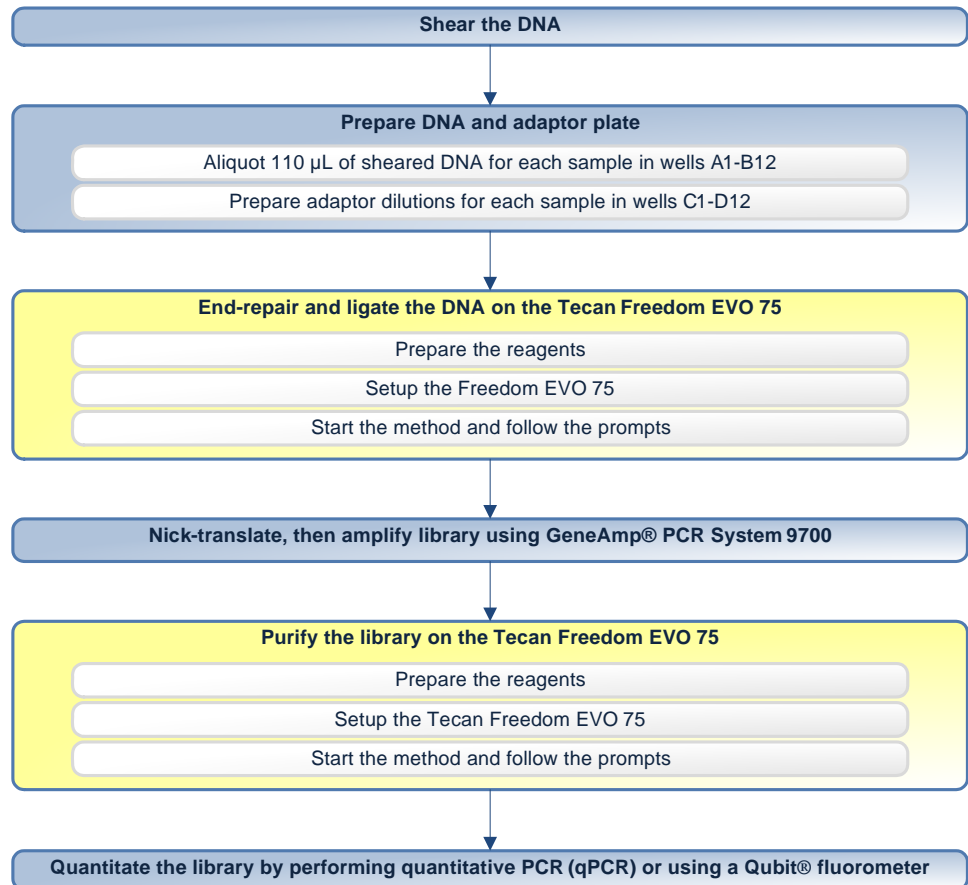 Shear the DNA
Prepare DNA and adaptor plate
Aliquot 110 µL of sheared DNA for each sample in wells A1-B12
Prepare adaptor dilutions for each sample in wells C1-D12
End-repair and ligate the DNA on the Tecan Freedom EVO 75
Prepare the reagents
Setup the Freedom EVO 75
Start the method and follow the prompts
Nick-translate, then amplify library using GeneAmp® PCR System 9700
Purify the library on the Tecan Freedom EVO 75
Prepare the reagents
Setup the Tecan Freedom EVO 75
Start the method and follow the prompts
Quantitate the library by performing quantitative PCR (qPCR) or using a Qubit® fluorometer